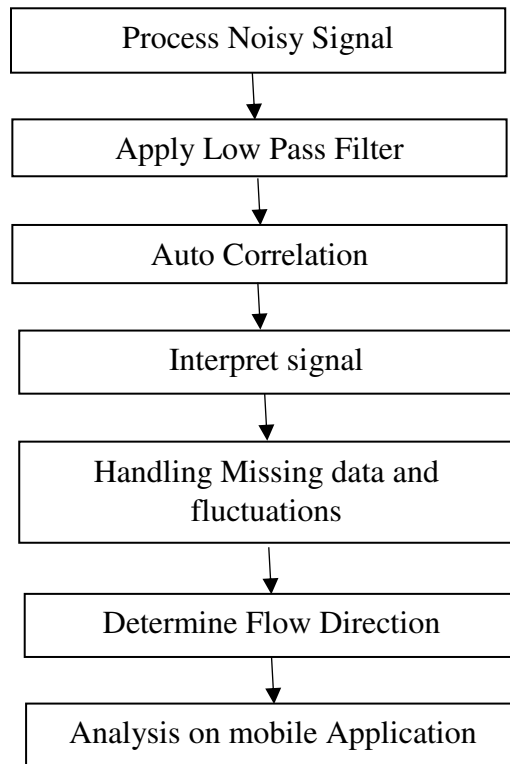 Process Noisy Signal
Apply Low Pass Filter
Auto Correlation
Interpret signal
Handling Missing data and
fluctuations
Determine Flow Direction
Analysis on mobile Application